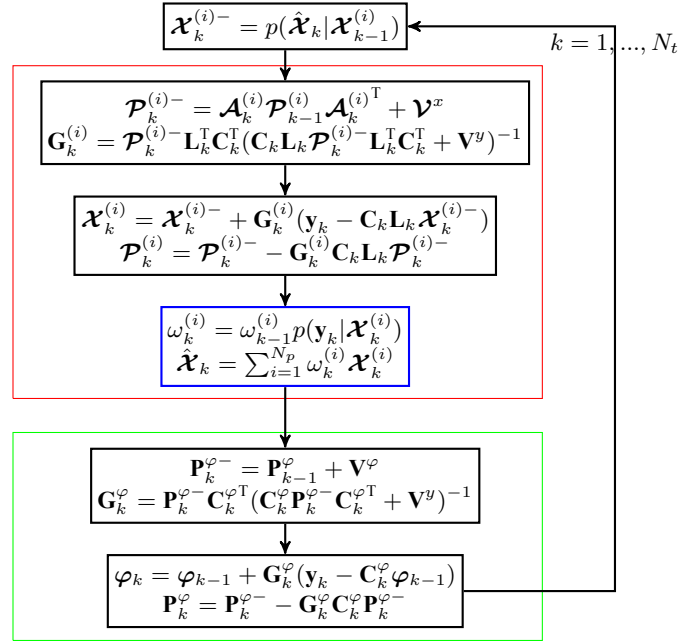 𝓧_k^{(i)−} = p(𝓧̂_k|𝓧_{k−1}^{(i)})
k = 1, ..., N_t
𝓟_k^{(i)−} = 𝓐_k^{(i)} 𝓟_{k−1}^{(i)} 𝓐_k^{(i)T} + 𝓥^x
G_k^{(i)} = 𝓟_k^{(i)−} L_k^T C_k^T (C_k L_k 𝓟_k^{(i)−} L_k^T C_k^T + V^y)^{−1}
𝓧_k^{(i)} = 𝓧_k^{(i)−} + G_k^{(i)} (y_k - C_k L_k 𝓧_k^{(i)−})
𝓟_k^{(i)} = 𝓟_k^{(i)−} - G_k^{(i)} C_k L_k 𝓟_k^{(i)−}
ω_k^{(i)} = ω_{k−1}^{(i)} p(y_k|𝓧_k^{(i)})
𝓧̂_k = ∑_{i=1}^{N_p} ω_k^{(i)} 𝓧_k^{(i)}
P_k^{φ−} = P_{k−1}^φ + V^φ
G_k^φ = P_k^{φ−} C_k^{φT} (C_k^φ P_k^{φ−} C_k^{φT} + V^y)^{−1}
φ_k = φ_{k−1} + G_k^φ (y_k - C_k^φ φ_{k−1})
P_k^φ = P_k^{φ−} - G_k^φ C_k^φ P_k^{φ−}